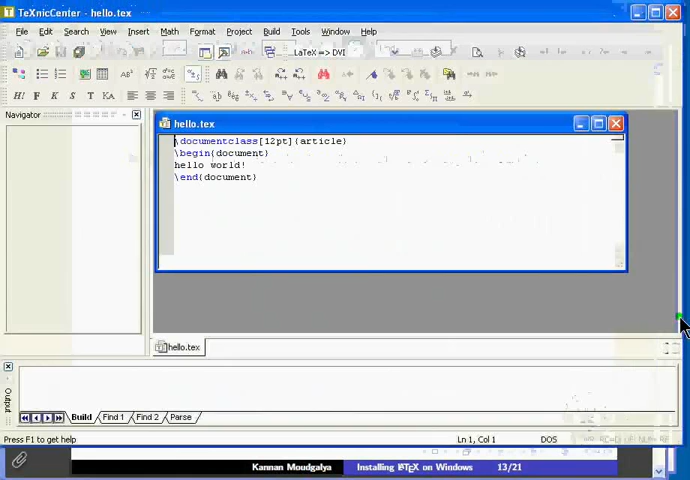 TeXnicCenter - hello.tex
File Edit Search View Insert Math Format Project Build Tools Window Help
LaTeX => DVI
Navigator
hello.tex
\documentclass[12pt]{article}
\begin{document}
hello world!
\end{document}
hello.tex
Output
Build Find 1 Find 2 Parse
Press F1 to get help
Ln 1, Col 1 DOS
Kannan Moudgalya Installing LATEX on Windows 13/21